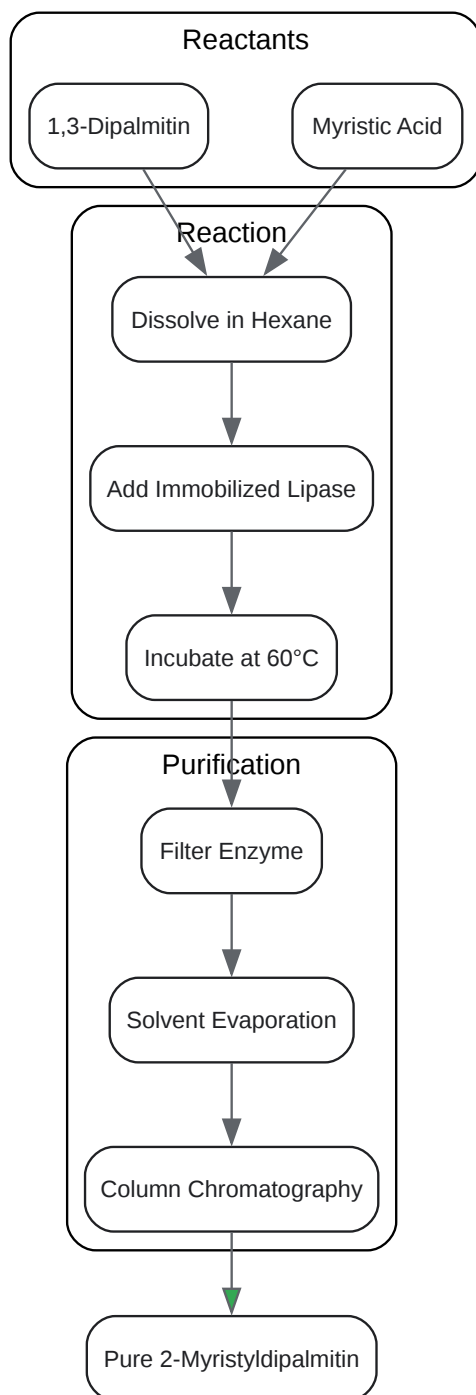 Reactants
1,3-Dipalmitin
Myristic Acid
Reaction
Dissolve in Hexane
Add Immobilized Lipase
Incubate at 60°C
Purification
Filter Enzyme
Solvent Evaporation
Column Chromatography
Pure 2-Myristyldipalmitin